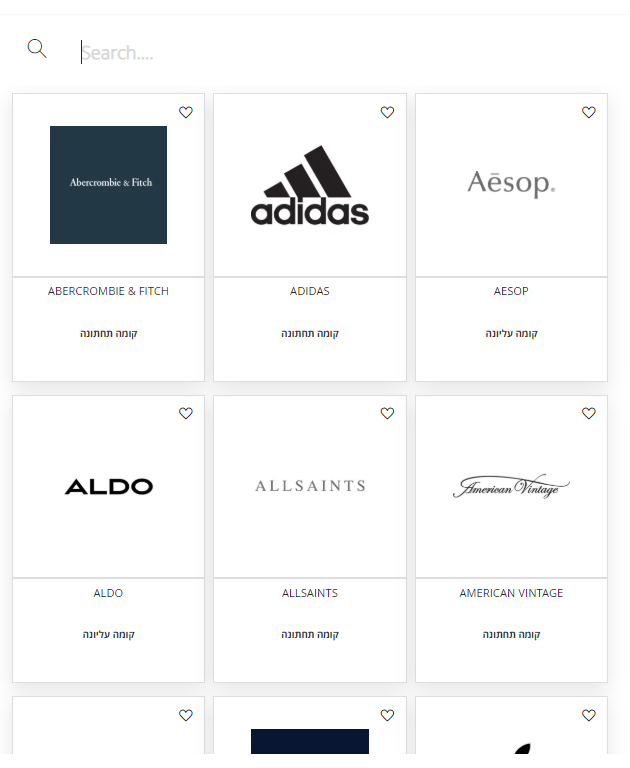 Search....
Abercrombie & Fitch
adidas
Aēsop.
ABERCROMBIE & FITCH
ADIDAS
AESOP
קומה תחתונה
קומה תחתונה
קומה עליונה
ALDO
ALLSAINTS
American Vintage
ALDO
ALLSAINTS
AMERICAN VINTAGE
קומה עליונה
קומה תחתונה
קומה תחתונה